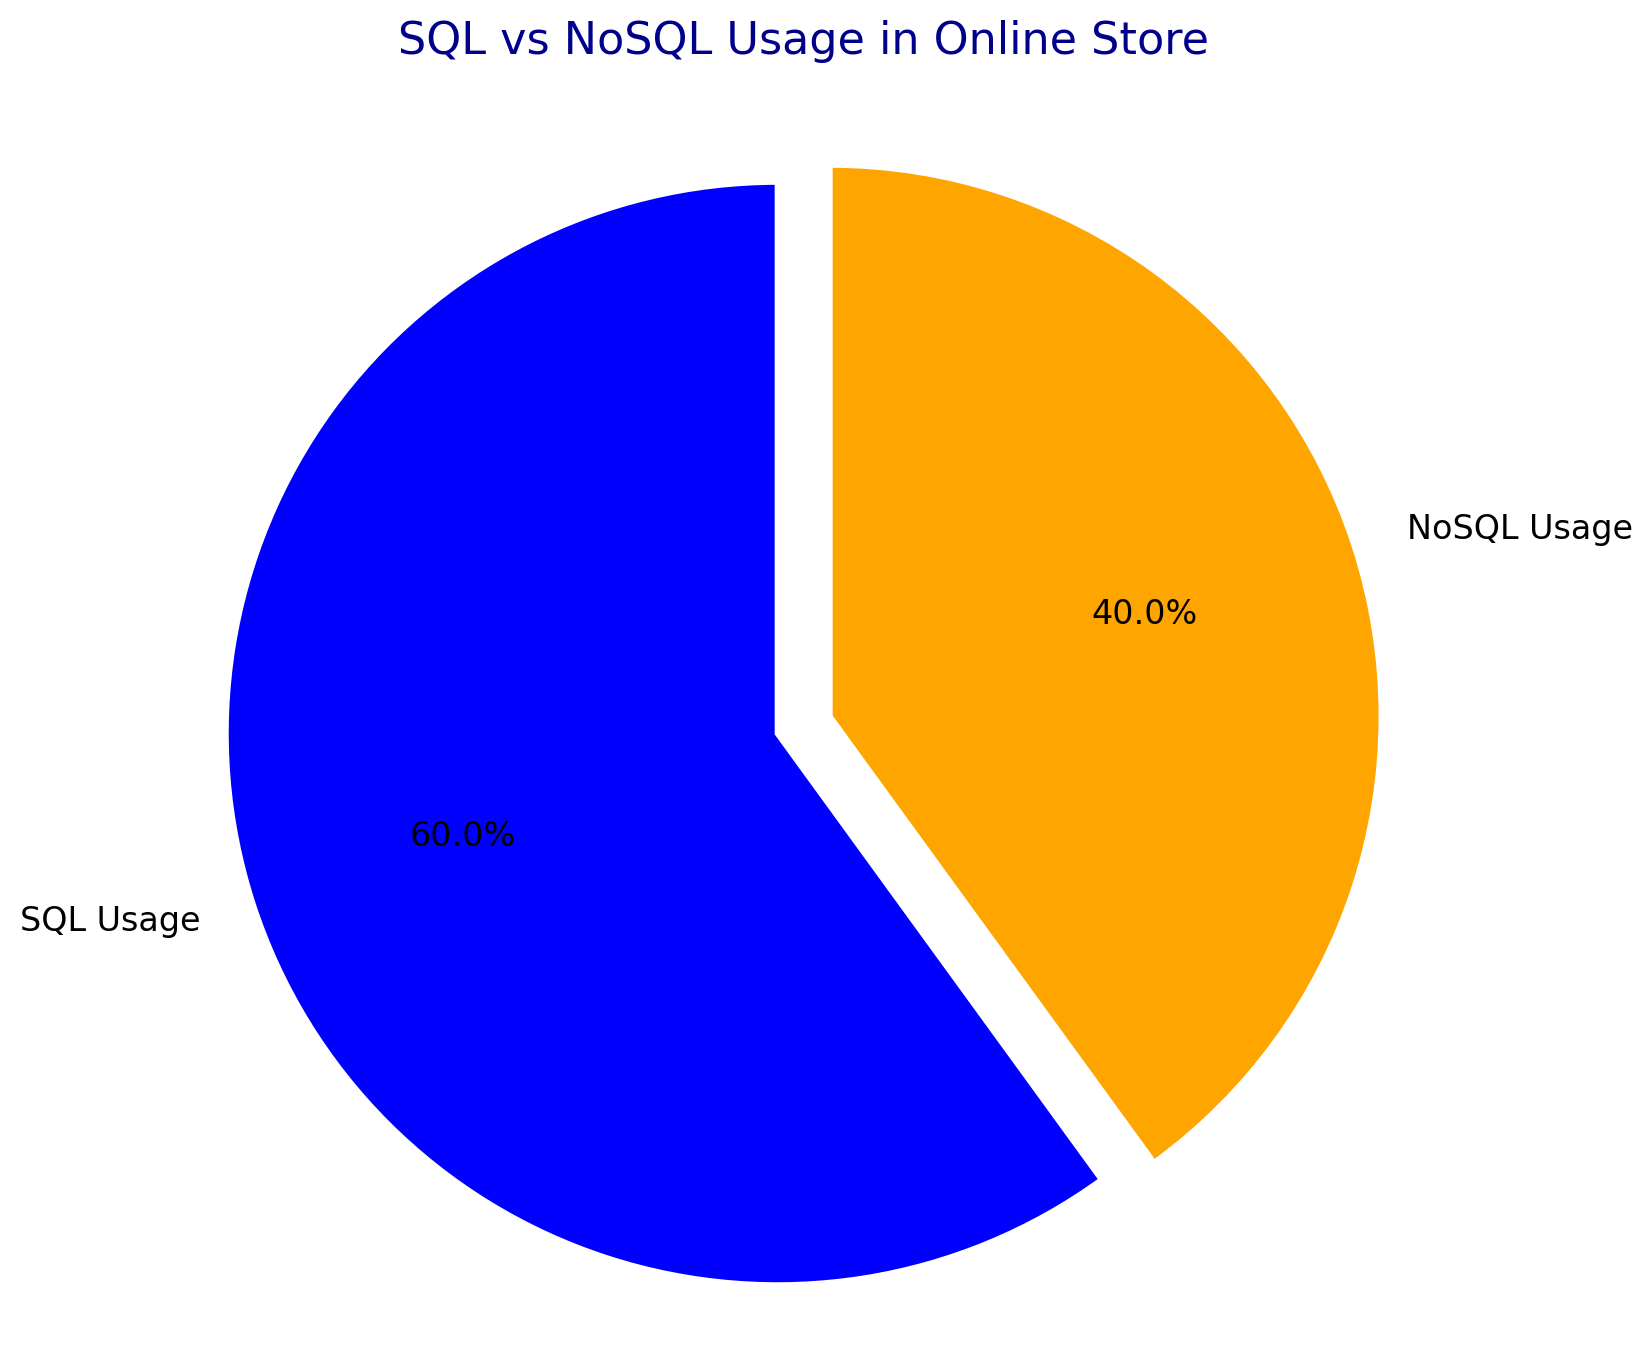 SQL vs NoSQL Usage in Online Store
NoSQL Usage
40.0%
60.0%
SQL Usage